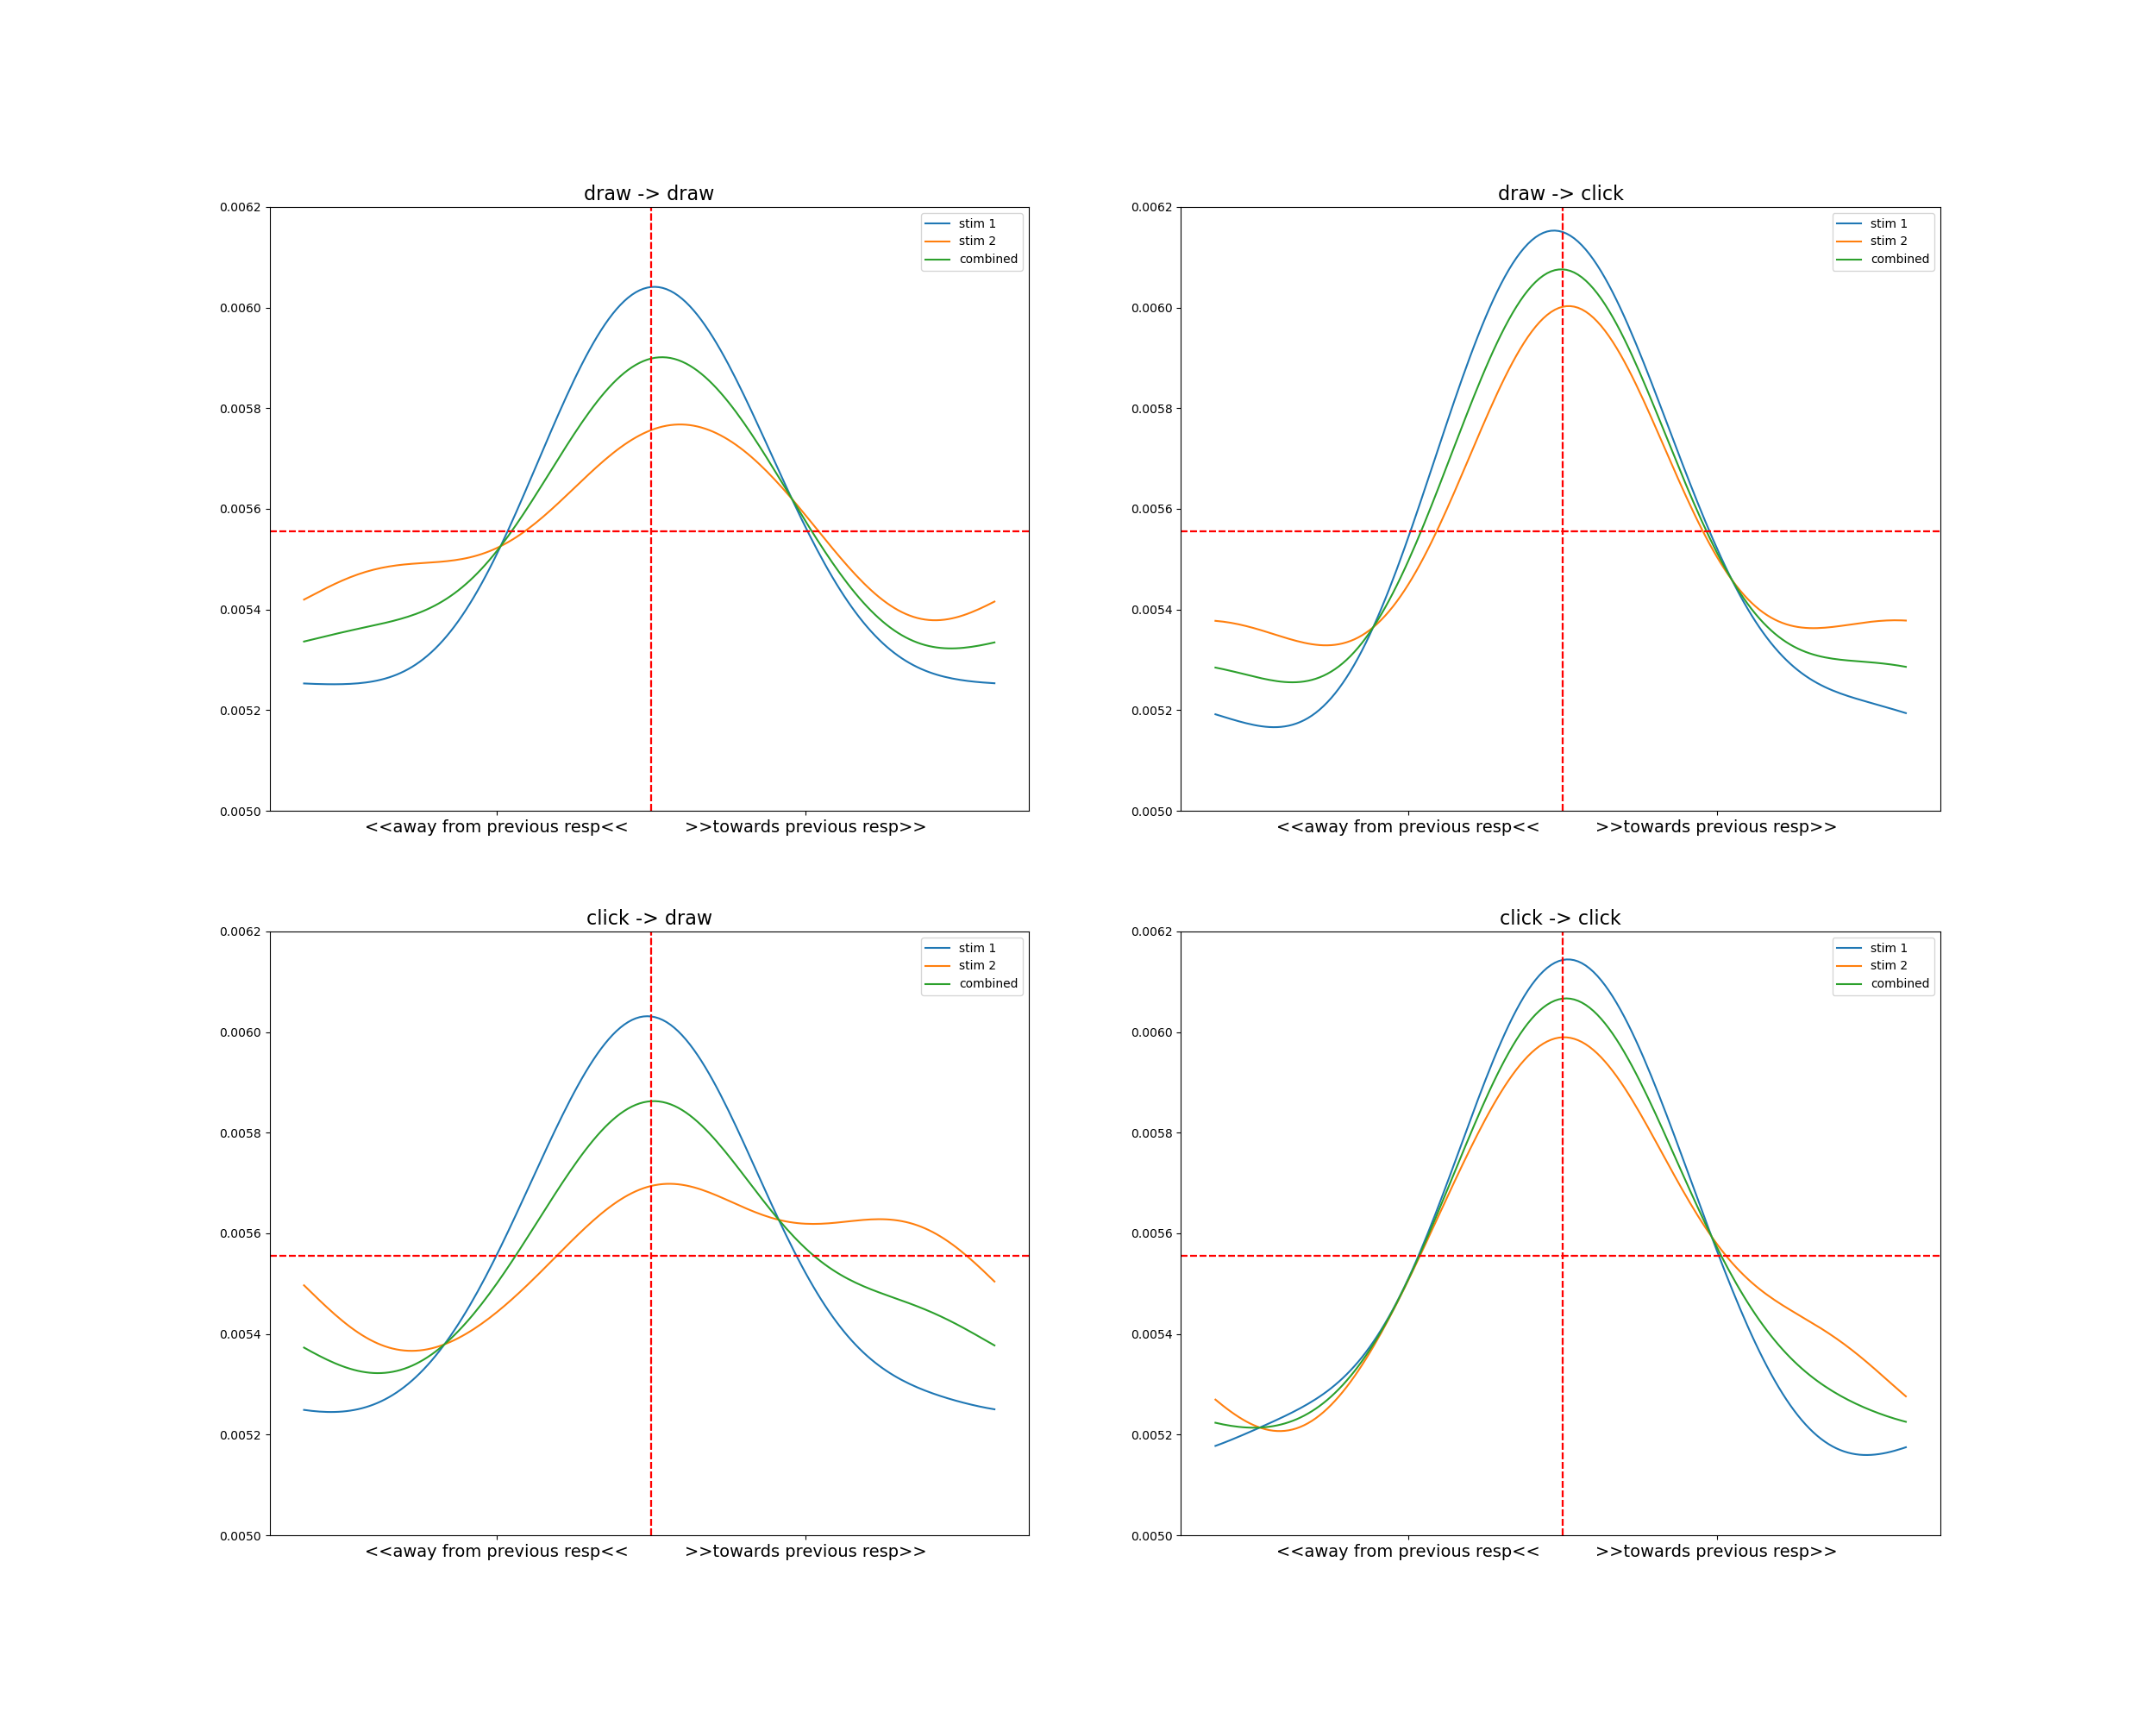 draw -> draw
0.0062
0.0060
0.0058
0.0056
0.0054
0.0052
0.0050
stim 1
stim 2
combined
<<away from previous resp<<
>>towards previous resp>>
draw -> click
0.0062
0.0060
0.0058
0.0056
0.0054
0.0052
0.0050
stim 1
stim 2
combined
<<away from previous resp<<
>>towards previous resp>>
click -> draw
0.0062
0.0060
0.0058
0.0056
0.0054
0.0052
0.0050
stim 1
stim 2
combined
<<away from previous resp<<
>>towards previous resp>>
click -> click
0.0062
0.0060
0.0058
0.0056
0.0054
0.0052
0.0050
stim 1
stim 2
combined
<<away from previous resp<<
>>towards previous resp>>